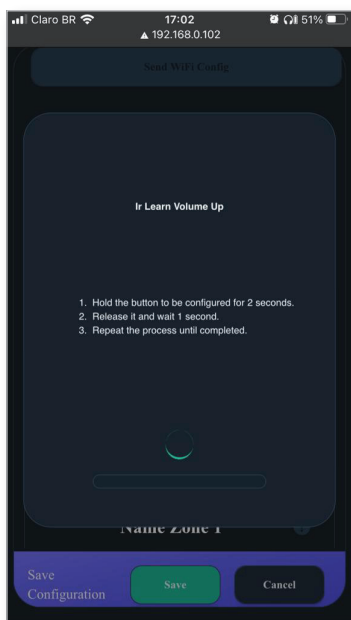 Claro BR 17:02 51%
192.168.0.102
Send WiFi Config
Ir Learn Volume Up
1. Hold the button to be configured for 2 seconds.
2. Release it and wait 1 second.
3. Repeat the process until completed.
Name Zone 1
Save
Configuration
Save
Cancel